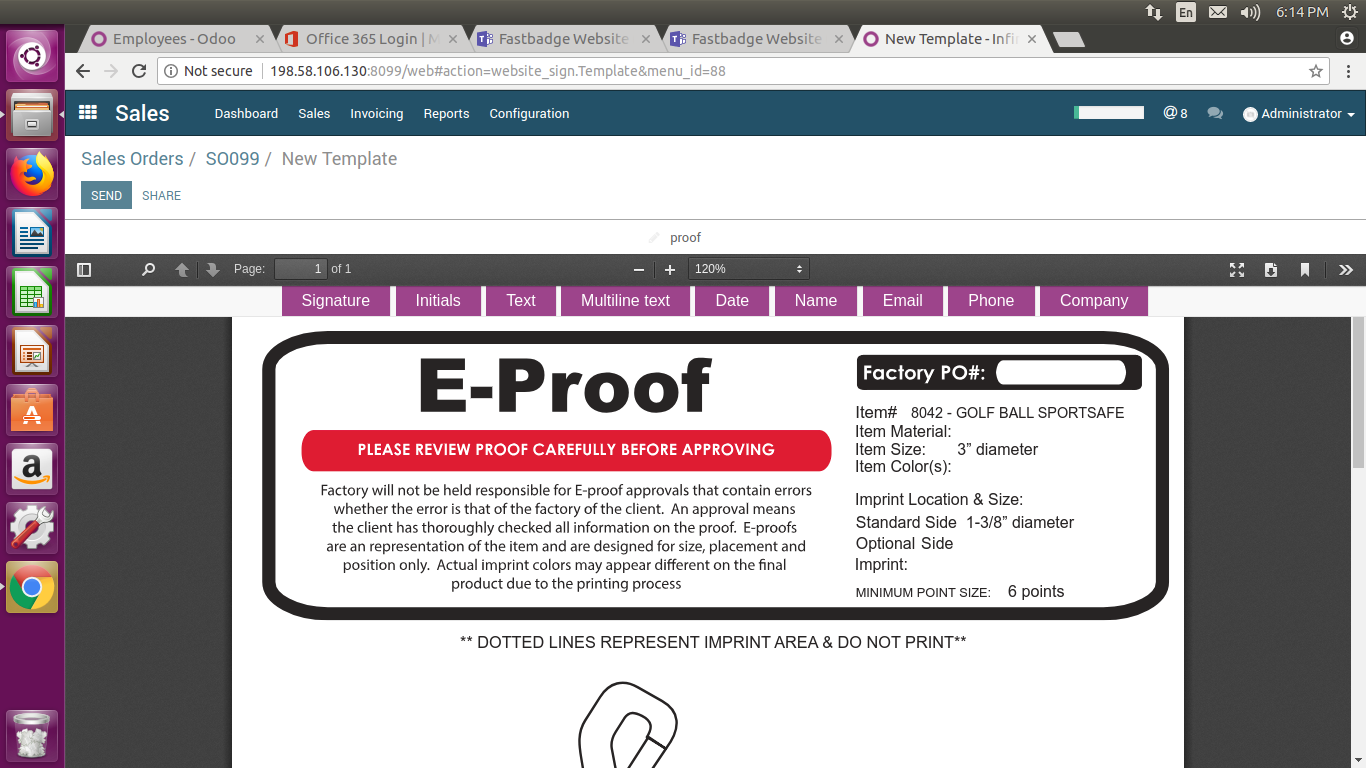 En
6:14 PM
Employees - Odoo
Office 365 Login | M
Fastbadge Website
Fastbadge Website
New Template - Infi
Not secure
198.58.106.130:8099/web#action=website_sign.Template&menu_id=88
Sales
Dashboard
Sales
Invoicing
Reports
Configuration
@ 8
Administrator
Sales Orders / SO099 / New Template
SEND
SHARE
proof
Page: 1 of 1
120%
Signature
Initials
Text
Multiline text
Date
Name
Email
Phone
Company
E-Proof
PLEASE REVIEW PROOF CAREFULLY BEFORE APPROVING
Factory will not be held responsible for E-proof approvals that contain errors
whether the error is that of the factory of the client. An approval means
the client has thoroughly checked all information on the proof. E-proofs
are an representation of the item and are designed for size, placement and
position only. Actual imprint colors may appear different on the final
product due to the printing process
Factory PO#:
Item# 8042 - GOLF BALL SPORTSAFE
Item Material:
Item Size: 3” diameter
Item Color(s):
Imprint Location & Size:
Standard Side 1-3/8” diameter
Optional Side
Imprint:
MINIMUM POINT SIZE: 6 points
** DOTTED LINES REPRESENT IMPRINT AREA & DO NOT PRINT**